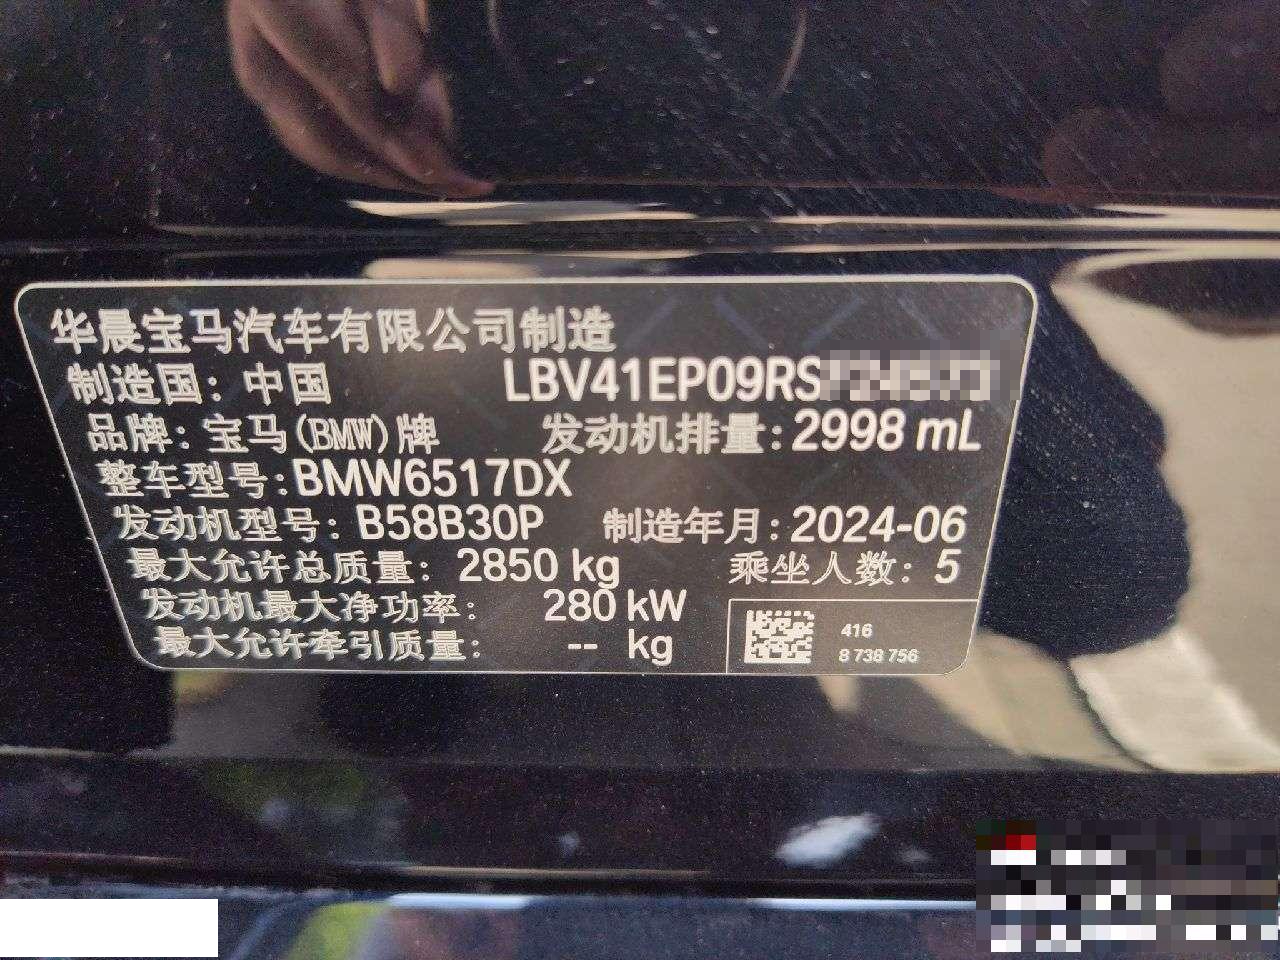 华晨宝马汽车有限公司制造
制造国: 中国 LBV41EP09RS
品牌: 宝马(BMW)牌 发动机排量: 2998 mL
整车型号: BMW6517DX
发动机型号: B58B30P 制造年月: 2024-06
最大允许总质量: 2850 kg 乘坐人数: 5
发动机最大净功率: 280 kW
最大允许牵引质量: -- kg
416
8 738 756